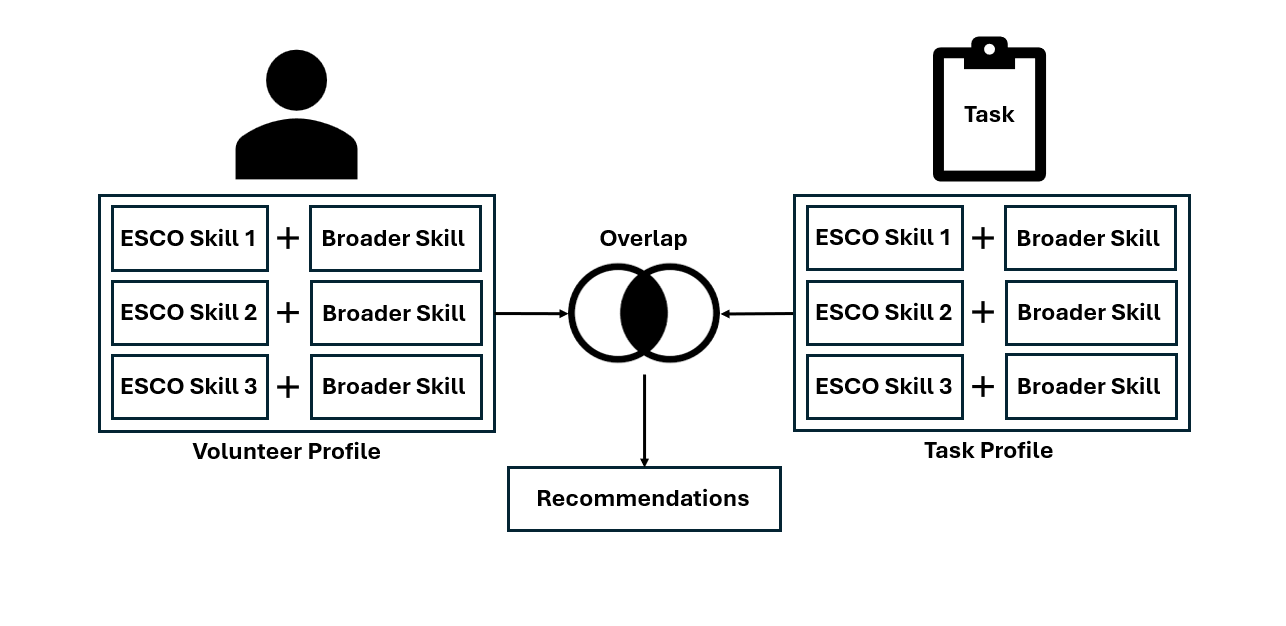 Task
ESCO Skill 1 + Broader Skill
ESCO Skill 2 + Broader Skill
ESCO Skill 3 + Broader Skill
Volunteer Profile
Overlap
ESCO Skill 1 + Broader Skill
ESCO Skill 2 + Broader Skill
ESCO Skill 3 + Broader Skill
Task Profile
Recommendations